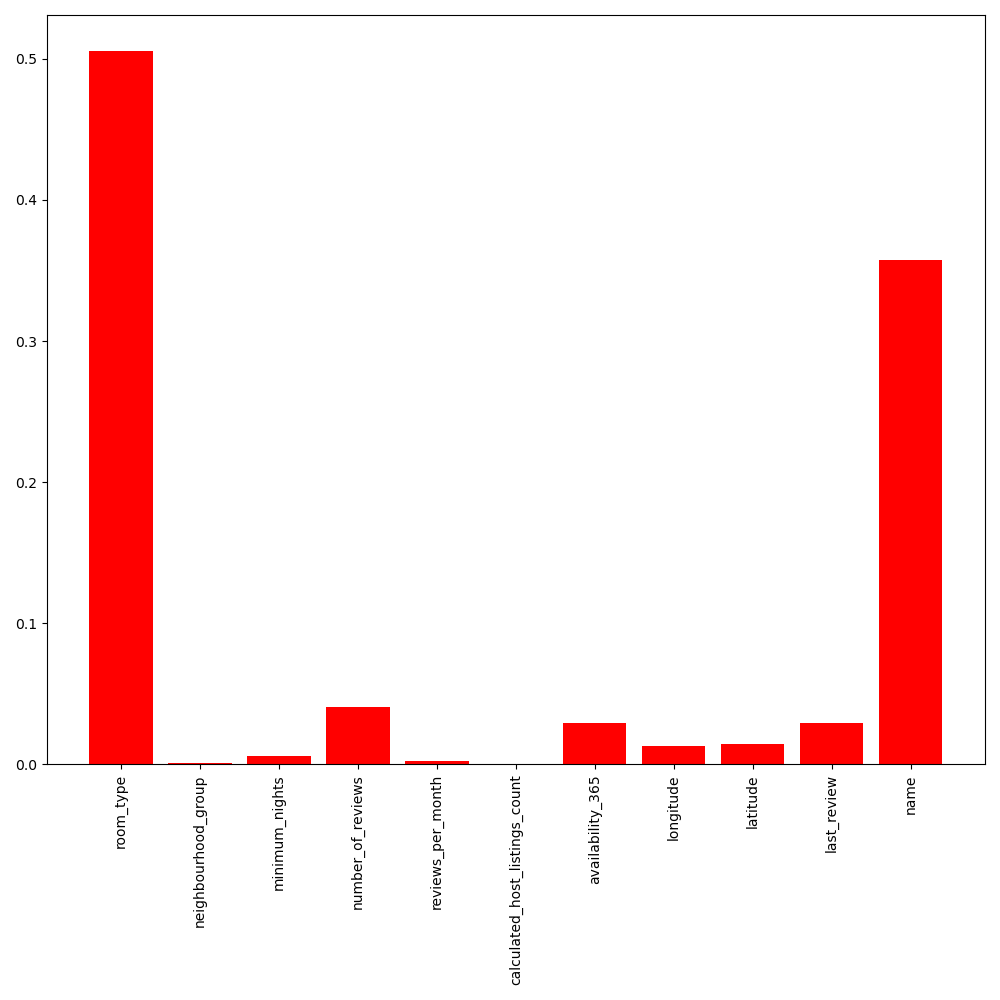 0.5
0.4
0.3
0.2
0.1
0.0
room_type
neighbourhood_group
minimum_nights
number_of_reviews
reviews_per_month
calculated_host_listings_count
availability_365
longitude
latitude
last_review
name